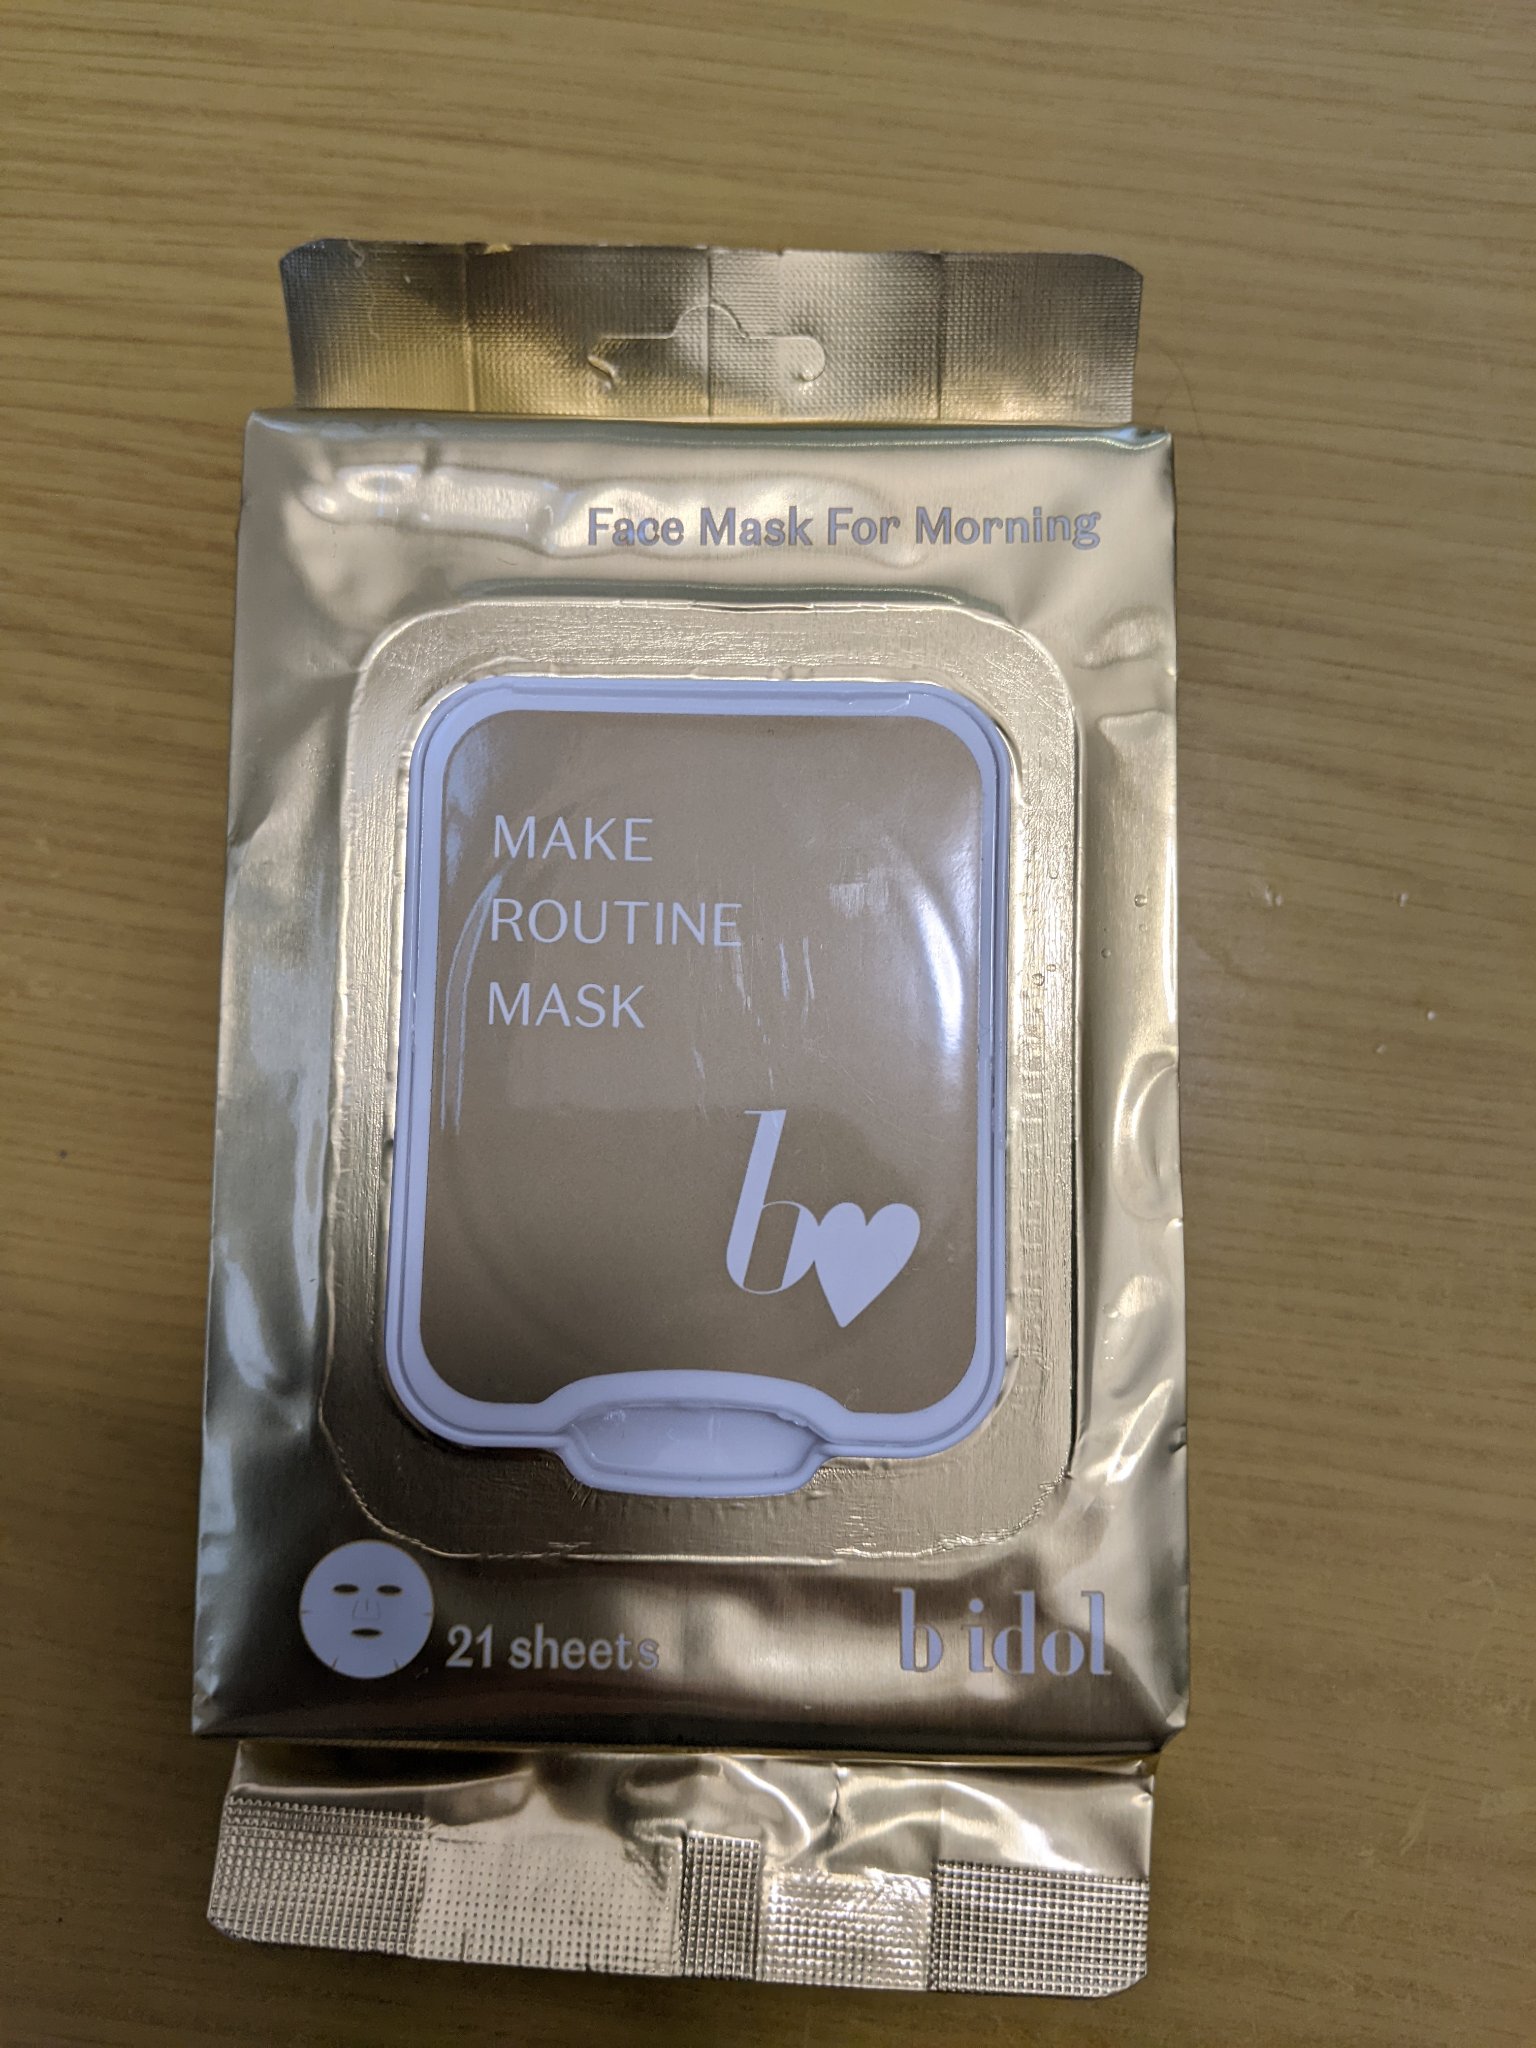 Face Mask For Morning
MAKE
ROUTINE
MASK
b
21 sheets
b idol